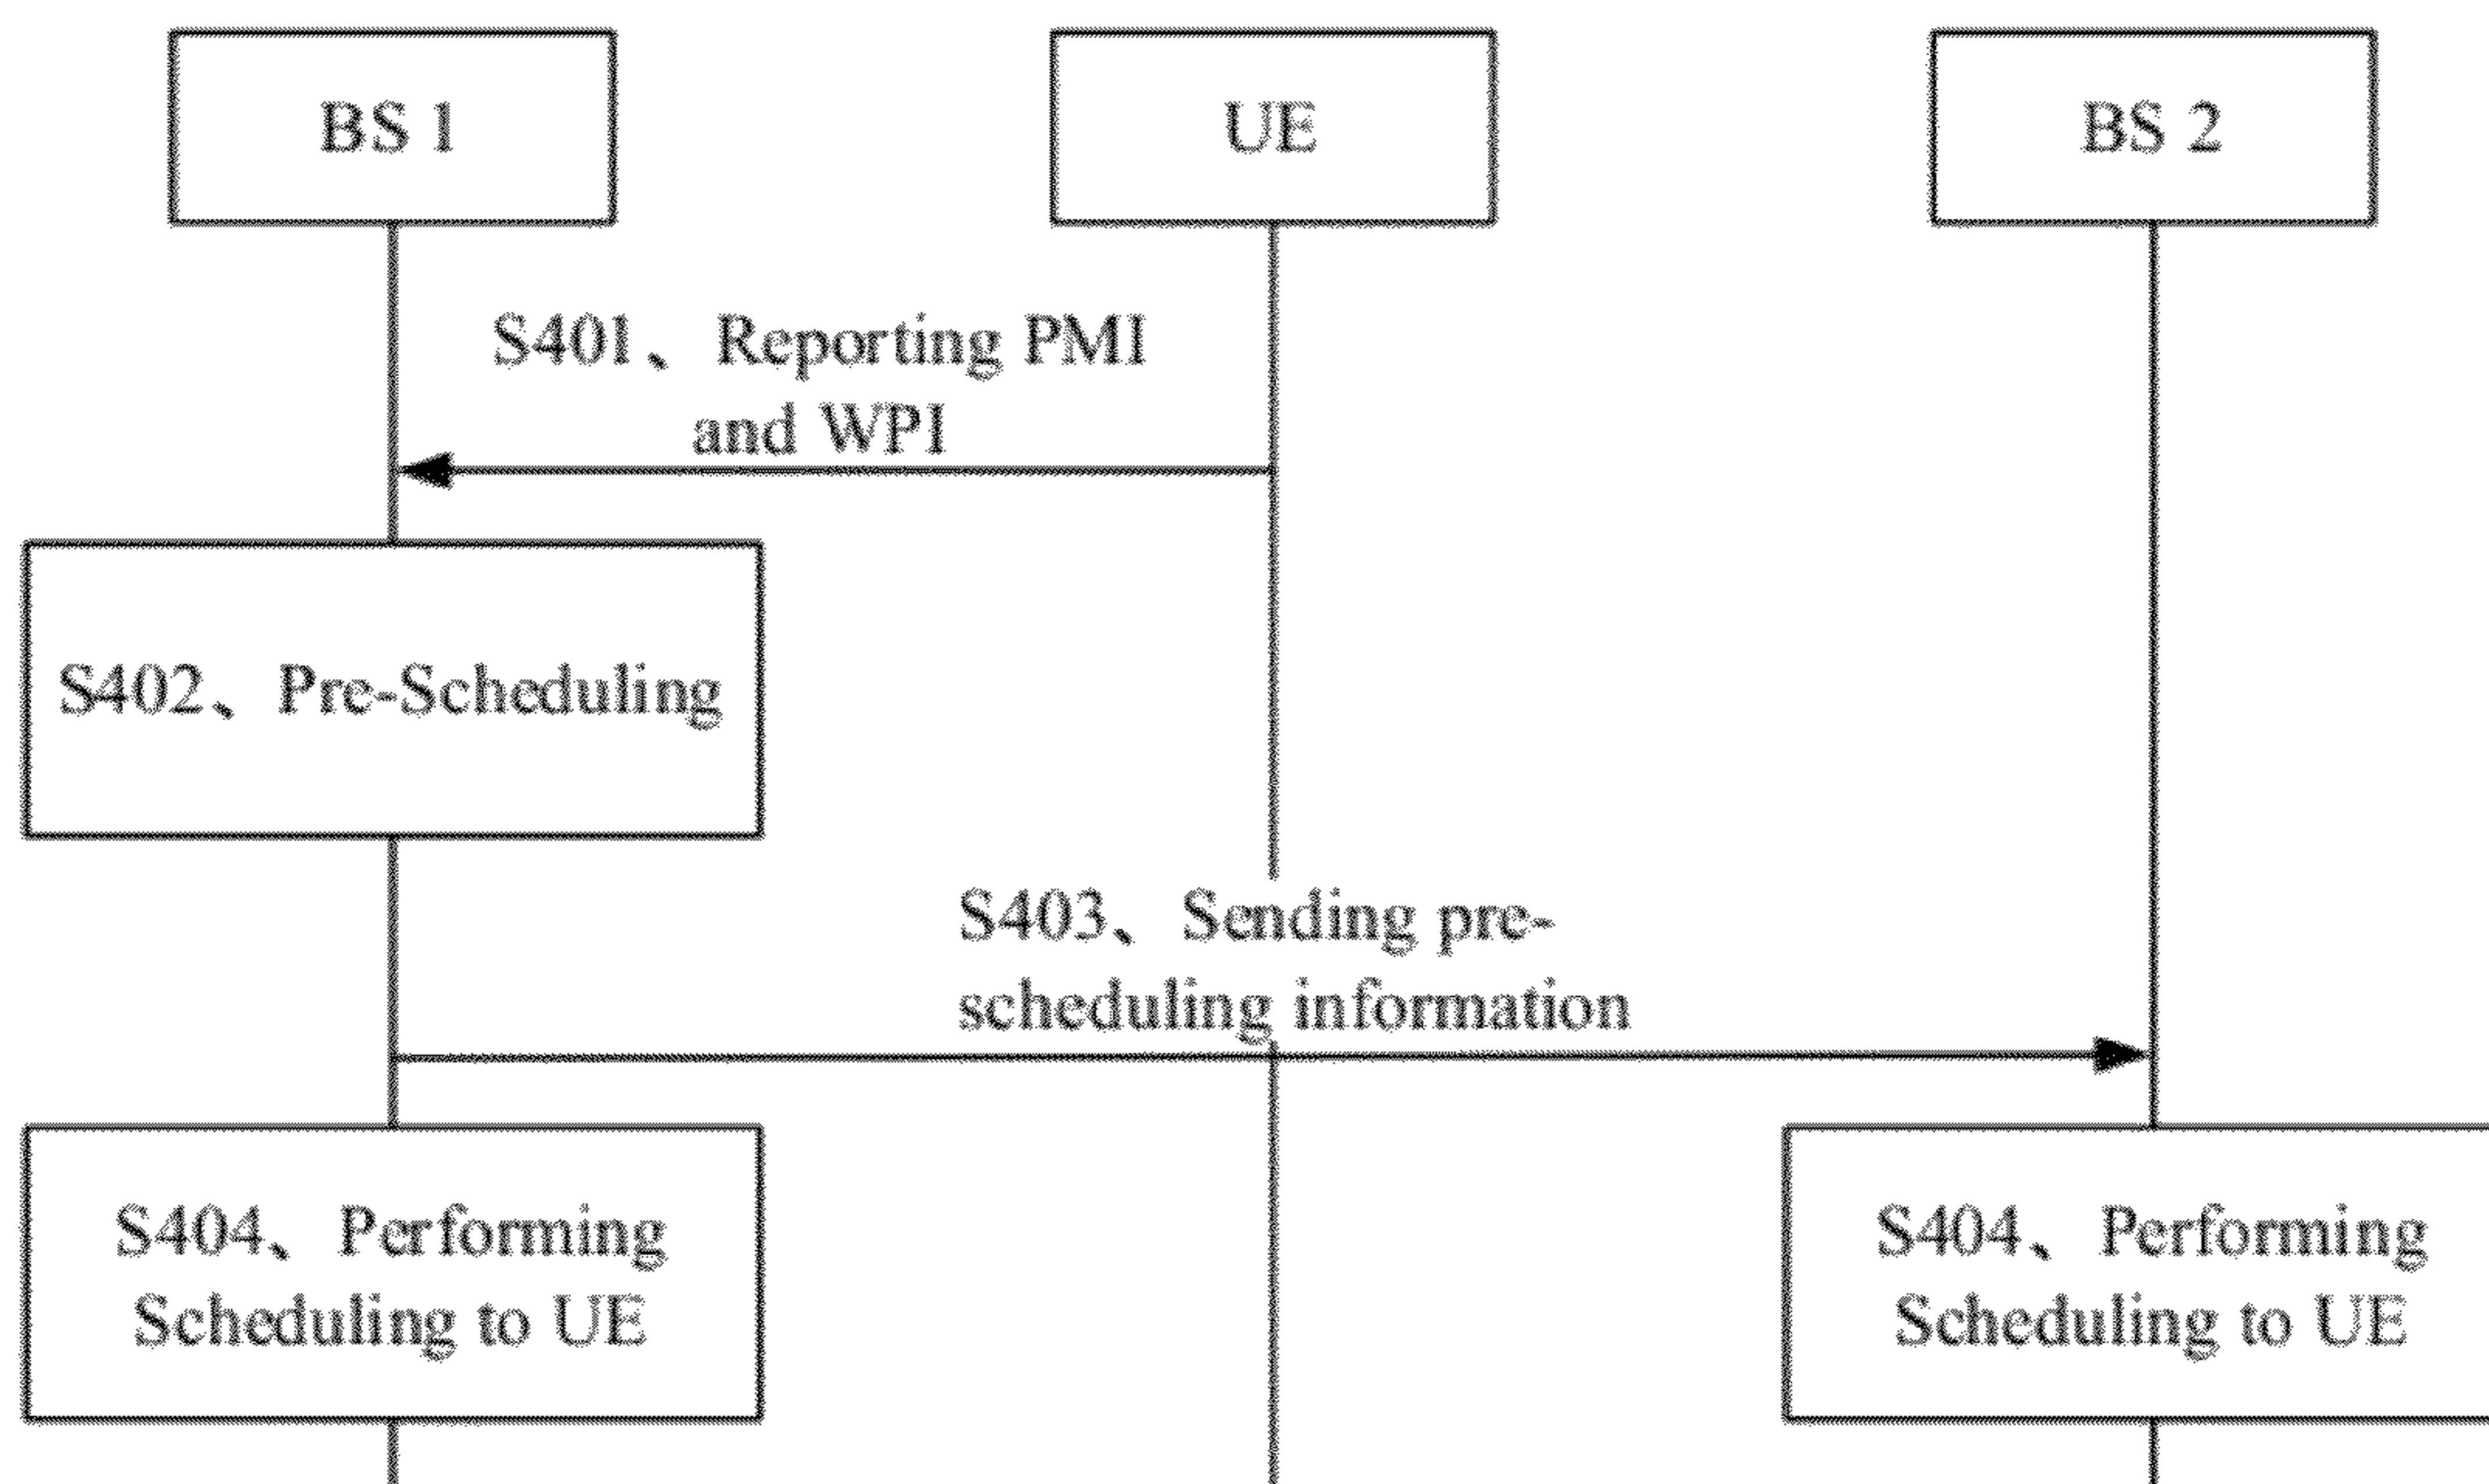 BS 1
UE
BS 2
S401、Reporting PMI
and WPI
S402、Pre-Scheduling
S403、Sending pre-
scheduling information
S404、Performing
Scheduling to UE
S404、Performing
Scheduling to UE